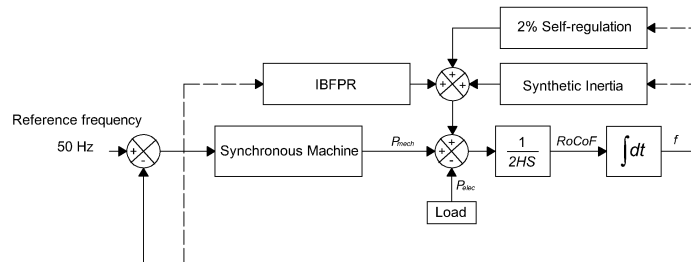 2% Self-regulation
IBFPR
Synthetic Inertia
+
+
+
Reference frequency
50 Hz
+
-
Synchronous Machine
Pmech
+
+
-
1
2HS
RoCoF
∫dt
f
Pelec
Load